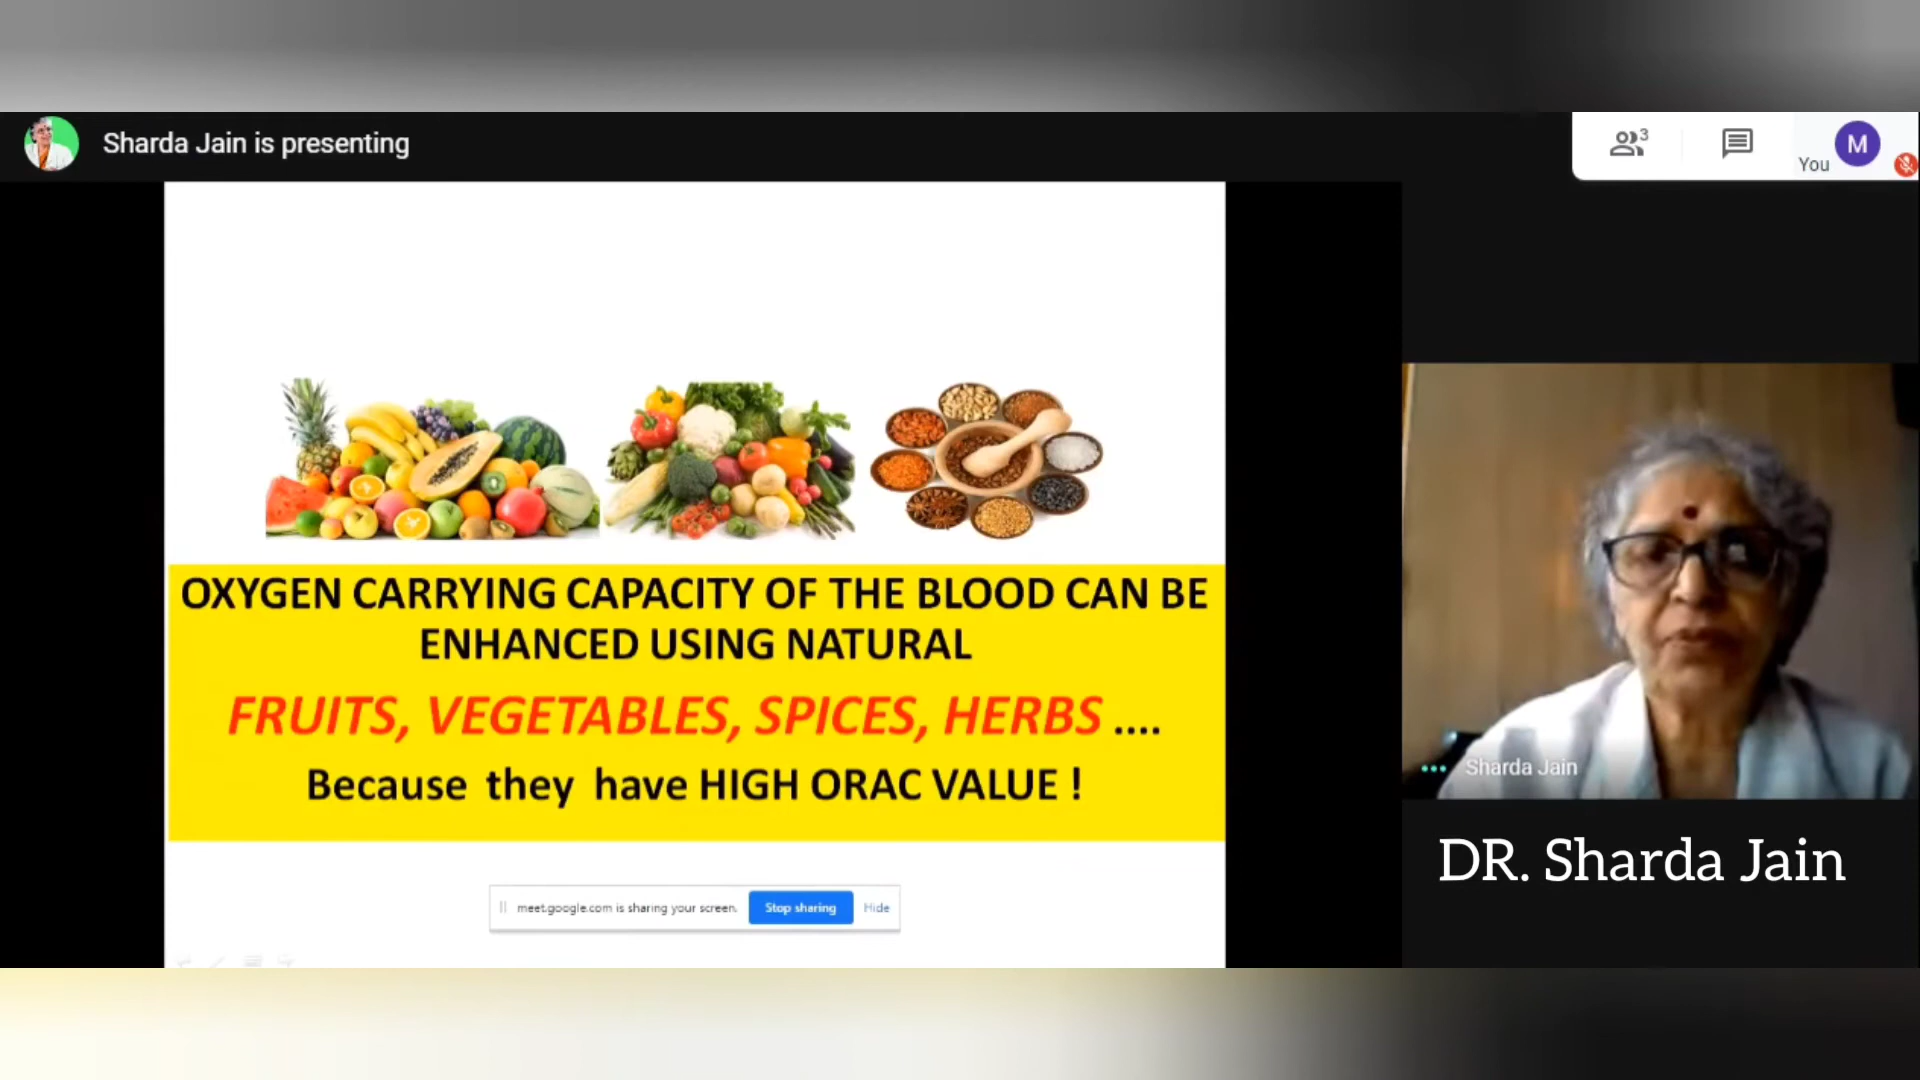 Sharda Jain is presenting
3
You
M
OXYGEN CARRYING CAPACITY OF THE BLOOD CAN BE
ENHANCED USING NATURAL
FRUITS, VEGETABLES, SPICES, HERBS ....
Because they have HIGH ORAC VALUE !
meet.google.com is sharing your screen.
Stop sharing
Hide
Sharda Jain
DR. Sharda Jain